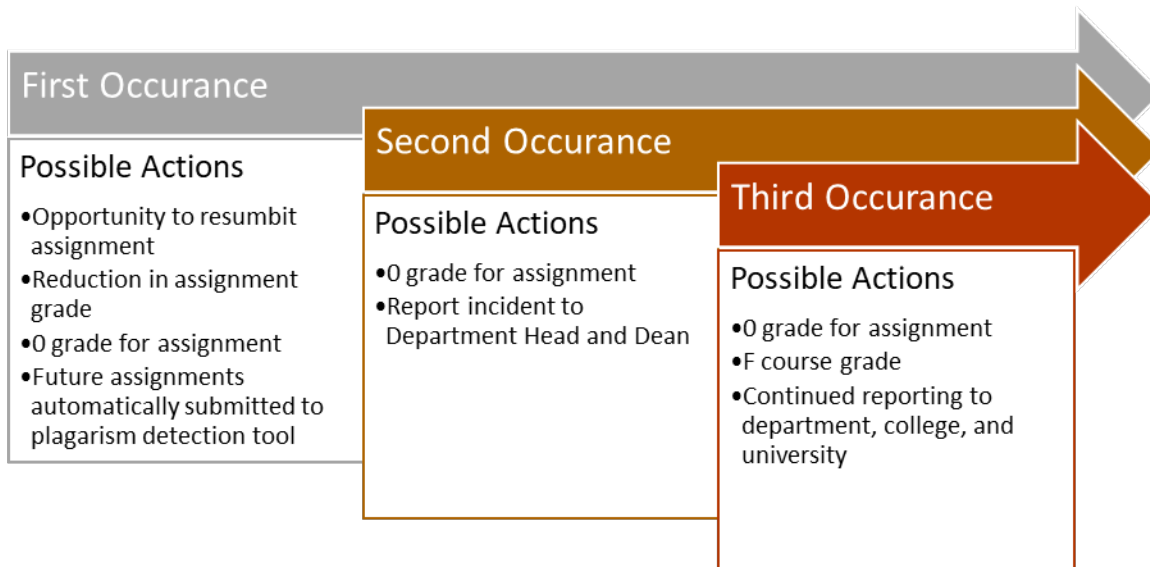 First Occurance
Possible Actions
•Opportunity to resumbit
assignment
•Reduction in assignment
grade
•0 grade for assignment
•Future assignments
automatically submitted to
plagarism detection tool
Second Occurance
Possible Actions
•0 grade for assignment
•Report incident to
Department Head and Dean
Third Occurance
Possible Actions
•0 grade for assignment
•F course grade
•Continued reporting to
department, college, and
university